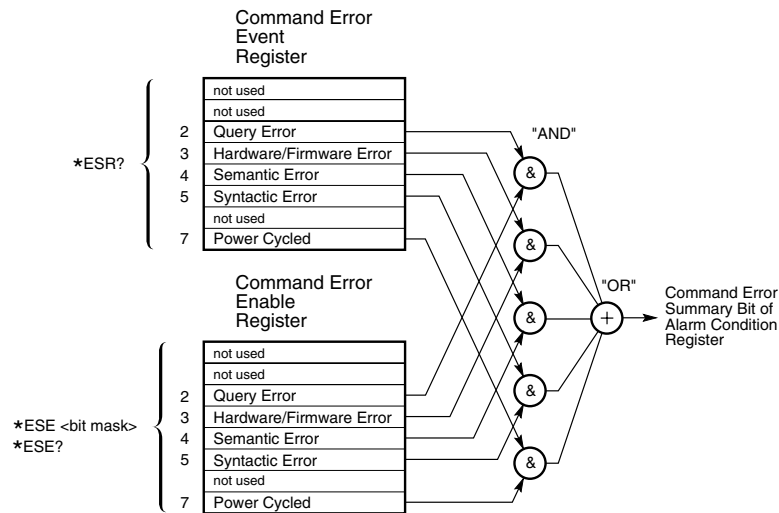 Command Error
Event
Register
not used
not used
2 Query Error
3 Hardware/Firmware Error
4 Semantic Error
5 Syntactic Error
not used
7 Power Cycled
*ESR?
"AND"
&
&
&
&
&
"OR"
+
Command Error
Summary Bit of
Alarm Condition
Register
Command Error
Enable
Register
not used
not used
2 Query Error
3 Hardware/Firmware Error
4 Semantic Error
5 Syntactic Error
not used
7 Power Cycled
*ESE <bit mask>
*ESE?